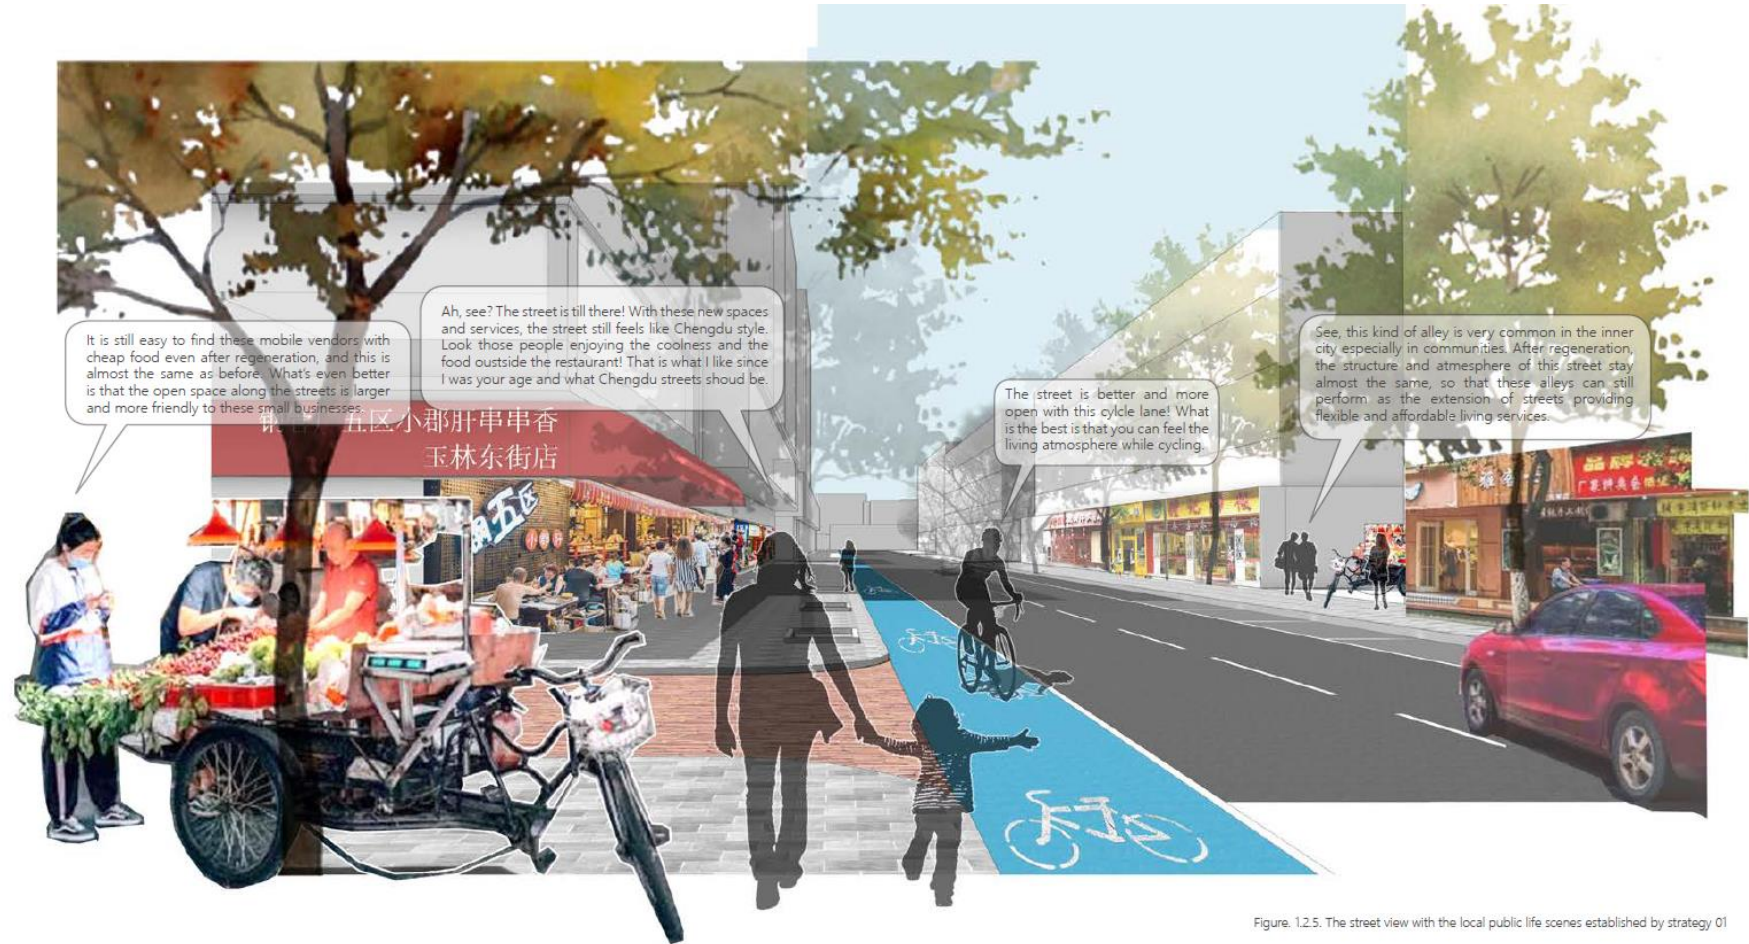 It is still easy to find these mobile vendors with
cheap food even after regeneration, and this is
almost the same as before. What's even better
is that the open space along the streets is larger
and more friendly to these small businesses.
Ah, see? The street is till there! With these new spaces
and services, the street still feels like Chengdu style.
Look those people enjoying the coolness and the
food oustside the restaurant! That is what I like since
I was your age and what Chengdu streets shoud be.
The street is better and more
open with this cylcle lane! What
is the best is that you can feel the
living atmosphere while cycling.
See, this kind of alley is very common in the inner
city especially in communities. After regeneration,
the structure and atmesphere of this street stay
almost the same, so that these alleys can still
perform as the extension of streets providing
flexible and affordable living services.
五区小郡肝串串香
玉林东街店
五区
小郡肝
Figure. 1.2.5. The street view with the local public life scenes established by strategy 01